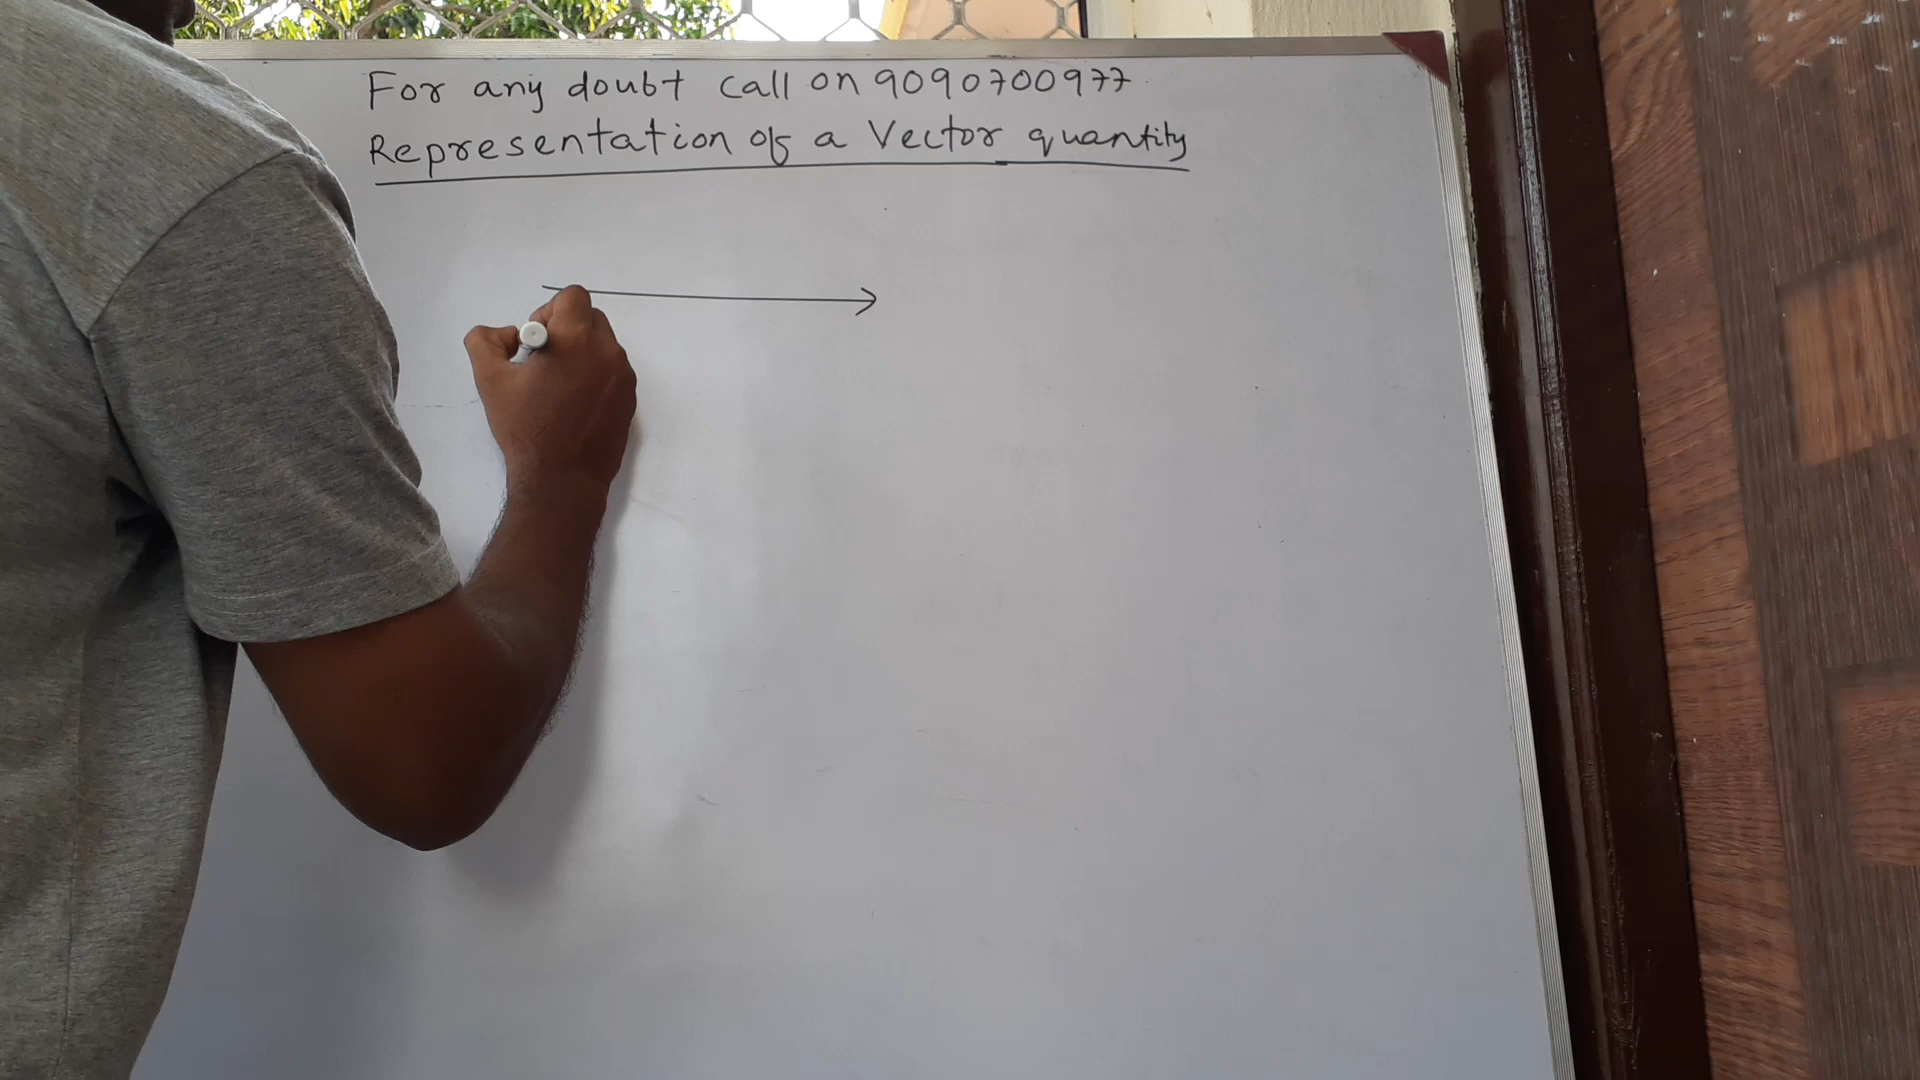 For any doubt call on 9090700977.
Representation of a Vector quantity